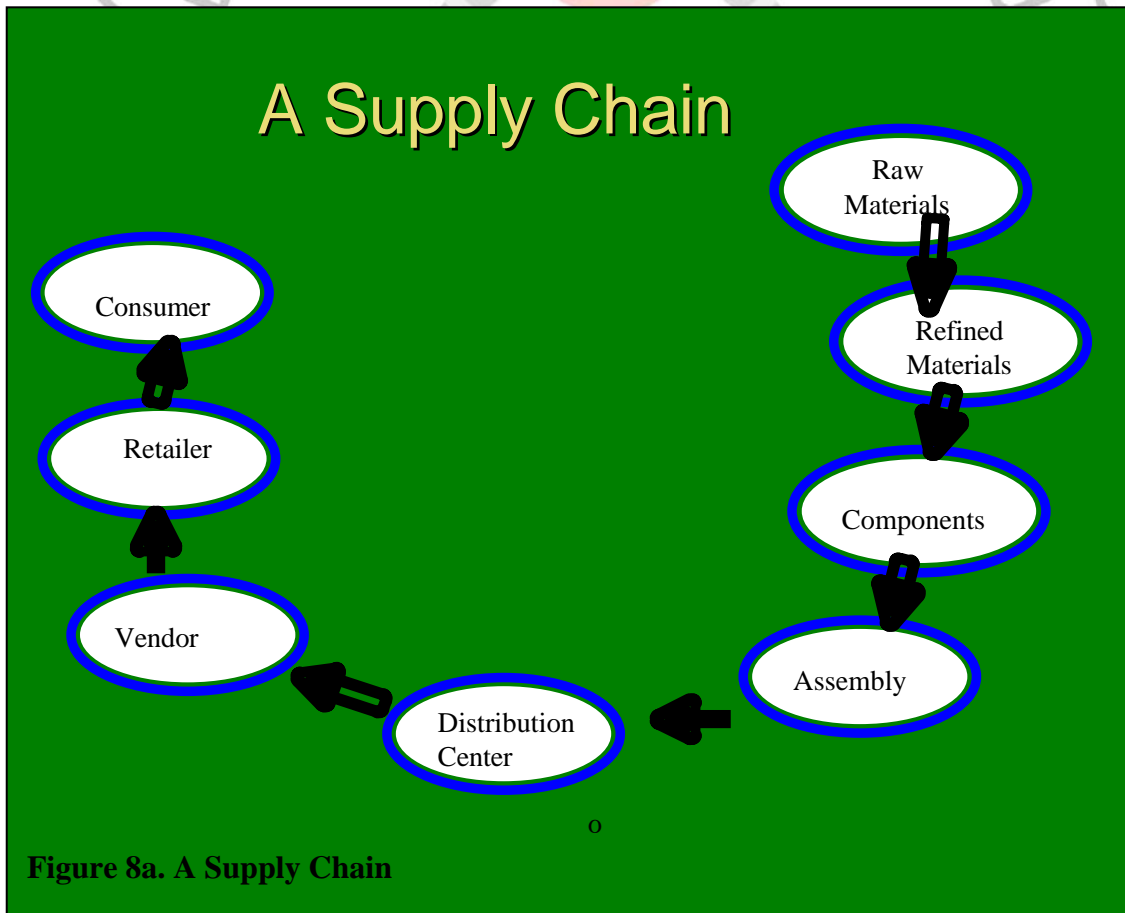 A Supply Chain
Raw
Materials
Refined
Materials
Components
Assembly
Distribution
Center
Vendor
Retailer
Consumer
o
Figure 8a. A Supply Chain